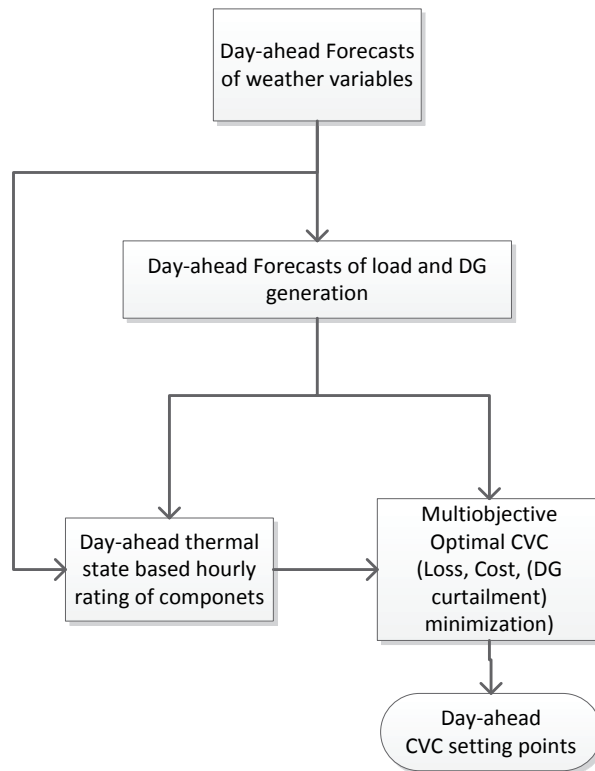 Day-ahead Forecasts
of weather variables
Day-ahead Forecasts of load and DG
generation
Day-ahead thermal
state based hourly
rating of componets
Multiobjective
Optimal CVC
(Loss, Cost, (DG
curtailment)
minimization)
Day-ahead
CVC setting points